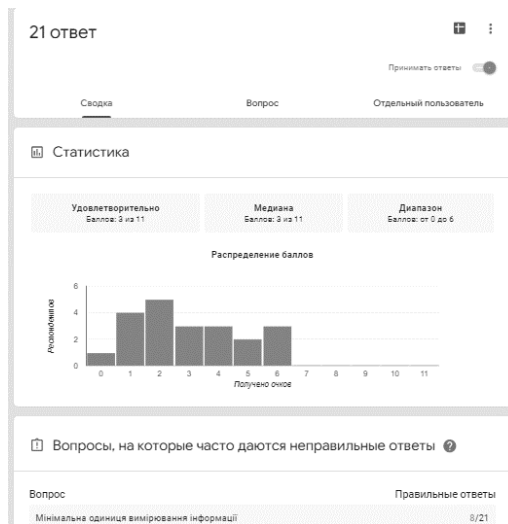 21 ответ
Принимать ответы
Сводка Вопрос Отдельный пользователь
Статистика
Удовлетворительно Медиана Диапазон
Баллов: 3 из 11 Баллов: 3 из 11 Баллов: от 0 до 6
Распределение баллов
Респондентов
6
4
2
0
0 1 2 3 4 5 6 7 8 9 10 11
Получено очков
Вопросы, на которые часто даются неправильные ответы
Вопрос Правильные ответы
Мінімальна одиниця вимірювання інформації 8/21